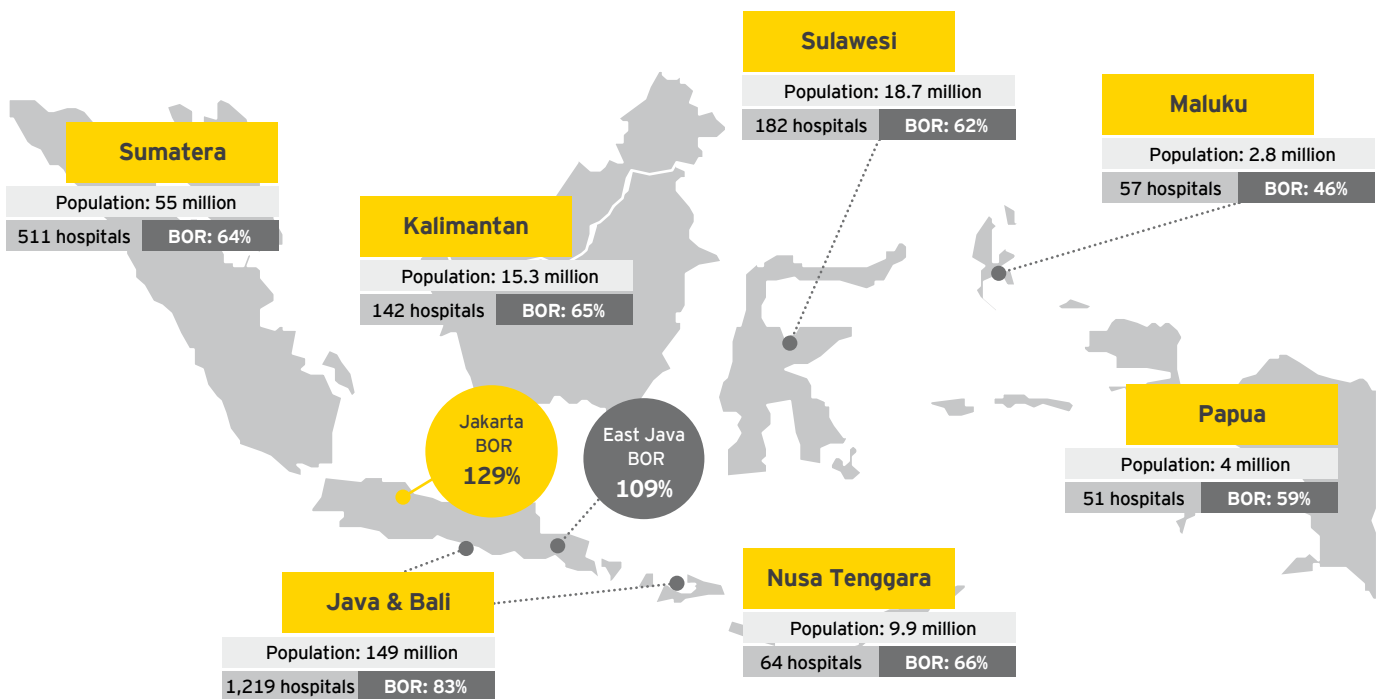 Sulawesi
Population: 18.7 million
182 hospitals BOR: 62%
Maluku
Population: 2.8 million
57 hospitals BOR: 46%
Sumatera
Population: 55 million
511 hospitals BOR: 64%
Kalimantan
Population: 15.3 million
142 hospitals BOR: 65%
Jakarta
BOR
129%
East Java
BOR
109%
Papua
Population: 4 million
51 hospitals BOR: 59%
Java & Bali
Population: 149 million
1,219 hospitals BOR: 83%
Nusa Tenggara
Population: 9.9 million
64 hospitals BOR: 66%